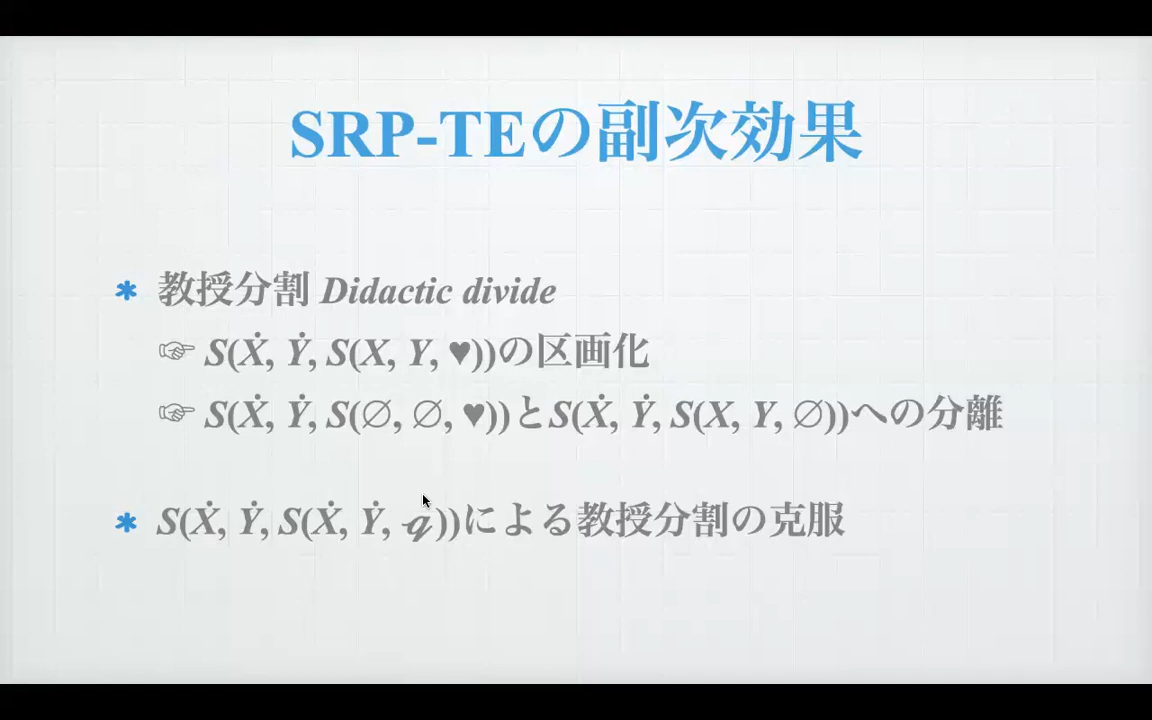 SRP-TEの副次効果
* 教授分割 Didactic divide
☞ S(Ẋ, Ẏ, S(X, Y, ♥))の区画化
☞ S(Ẋ, Ẏ, S(∅, ∅, ♥))とS(Ẋ, Ẏ, S(X, Y, ∅))への分離
* S(Ẋ, Ẏ, S(Ẋ, Ẏ, 𝓆))による教授分割の克服